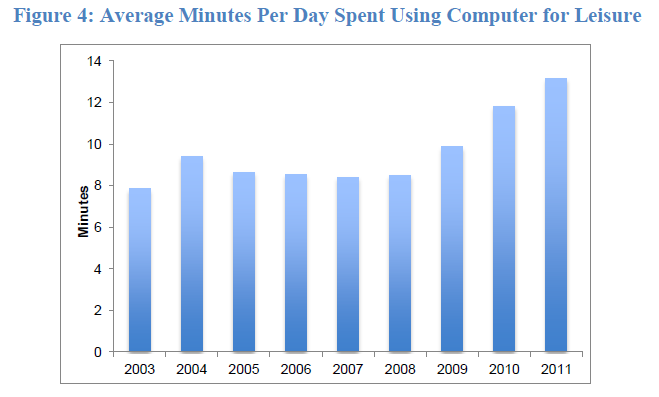 Figure 4: Average Minutes Per Day Spent Using Computer for Leisure
14
12
10
8
6
4
2
0
Minutes
2003 2004 2005 2006 2007 2008 2009 2010 2011